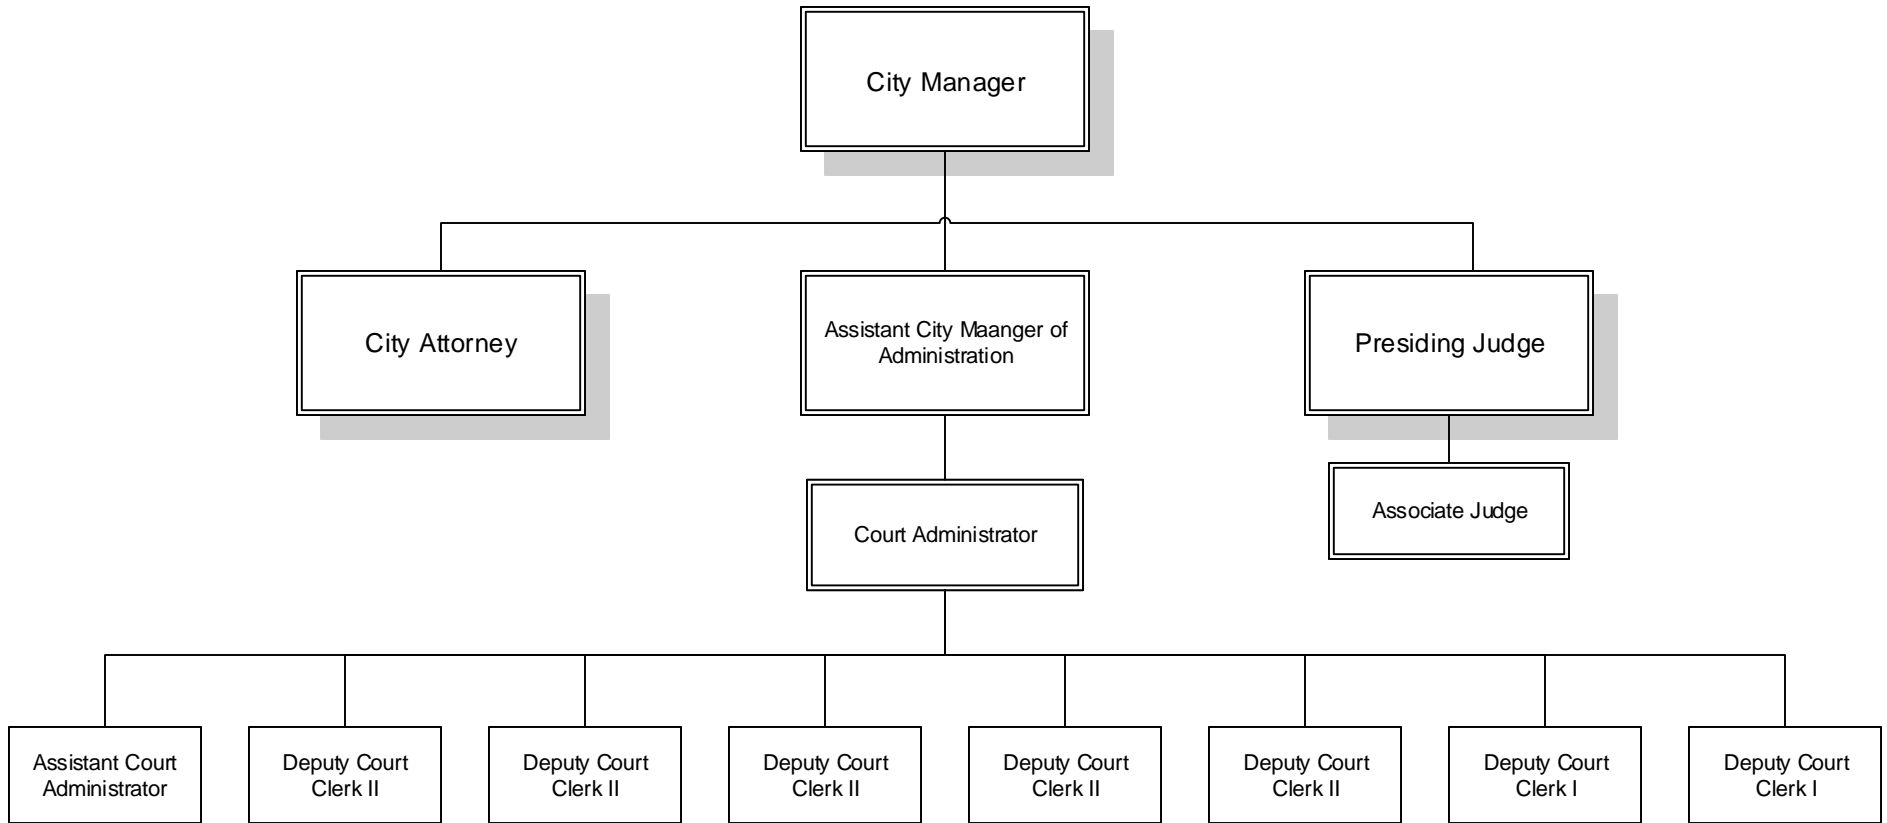 City Manager
City Attorney
Assistant City Maanger of
Administration
Presiding Judge
Associate Judge
Court Administrator
Assistant Court
Administrator
Deputy Court
Clerk II
Deputy Court
Clerk II
Deputy Court
Clerk II
Deputy Court
Clerk II
Deputy Court
Clerk II
Deputy Court
Clerk I
Deputy Court
Clerk I